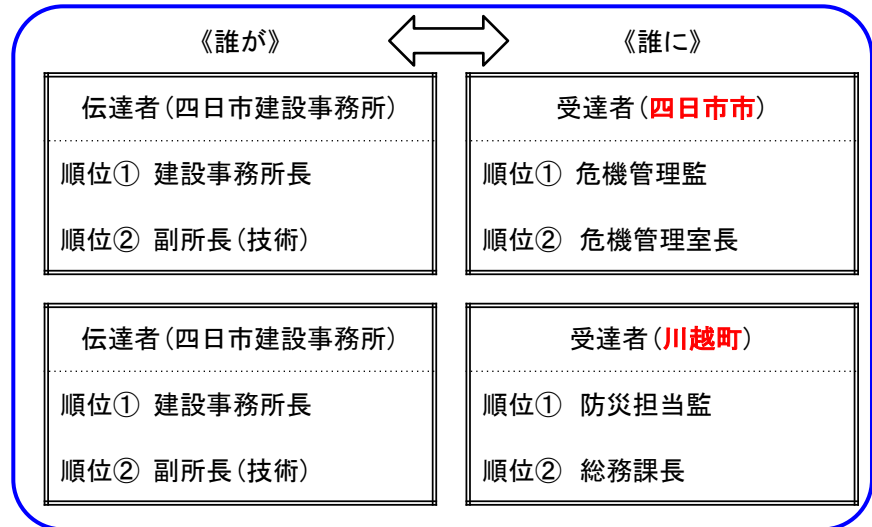 《誰が》 《誰に》
伝達者(四日市建設事務所)
順位① 建設事務所長
順位② 副所長(技術)
受達者(四日市市)
順位① 危機管理監
順位② 危機管理室長
伝達者(四日市建設事務所)
順位① 建設事務所長
順位② 副所長(技術)
受達者(川越町)
順位① 防災担当監
順位② 総務課長